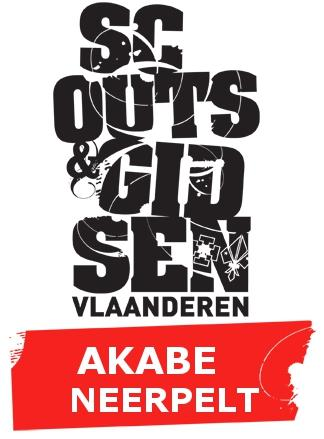 SC
OUTS
& GID
SEN
VLAANDEREN
AKABE
NEERPELT